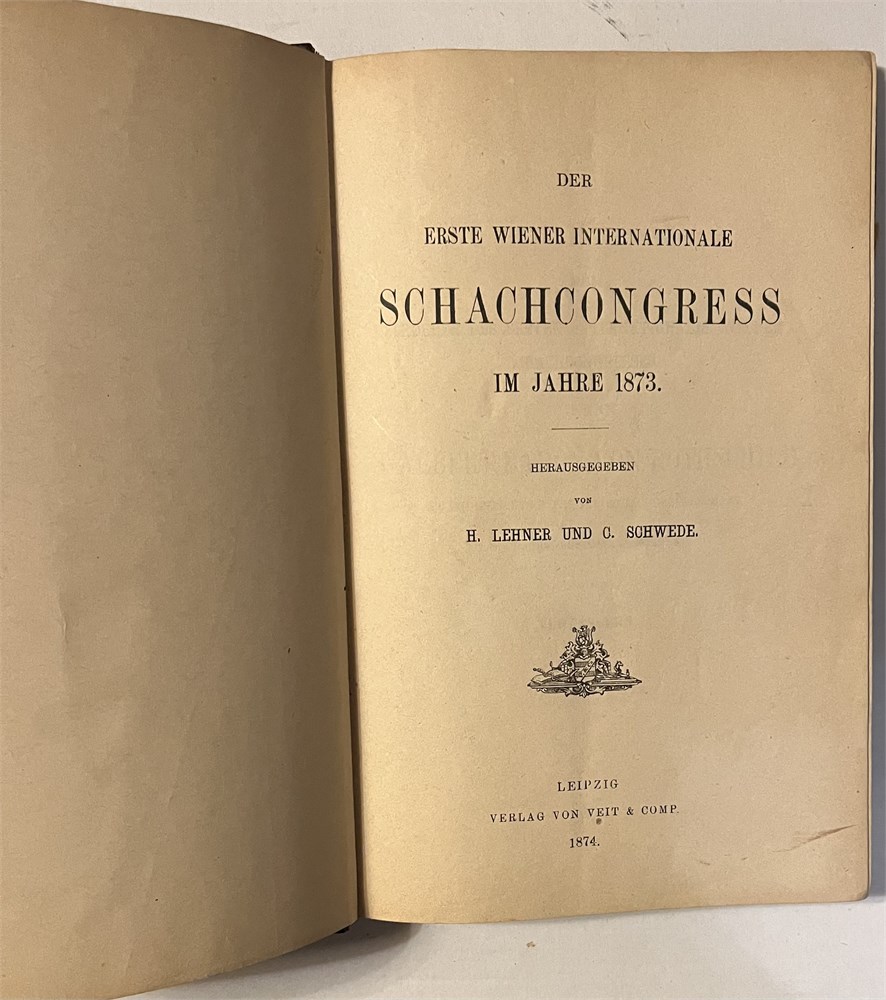 DER
ERSTE WIENER INTERNATIONALE
SCHACHCONGRESS
IM JAHRE 1873.
HERAUSGEGEBEN
VON
H. LEHNER UND C. SCHWEDE.
LEIPZIG
VERLAG VON VEIT & COMP.
1874.